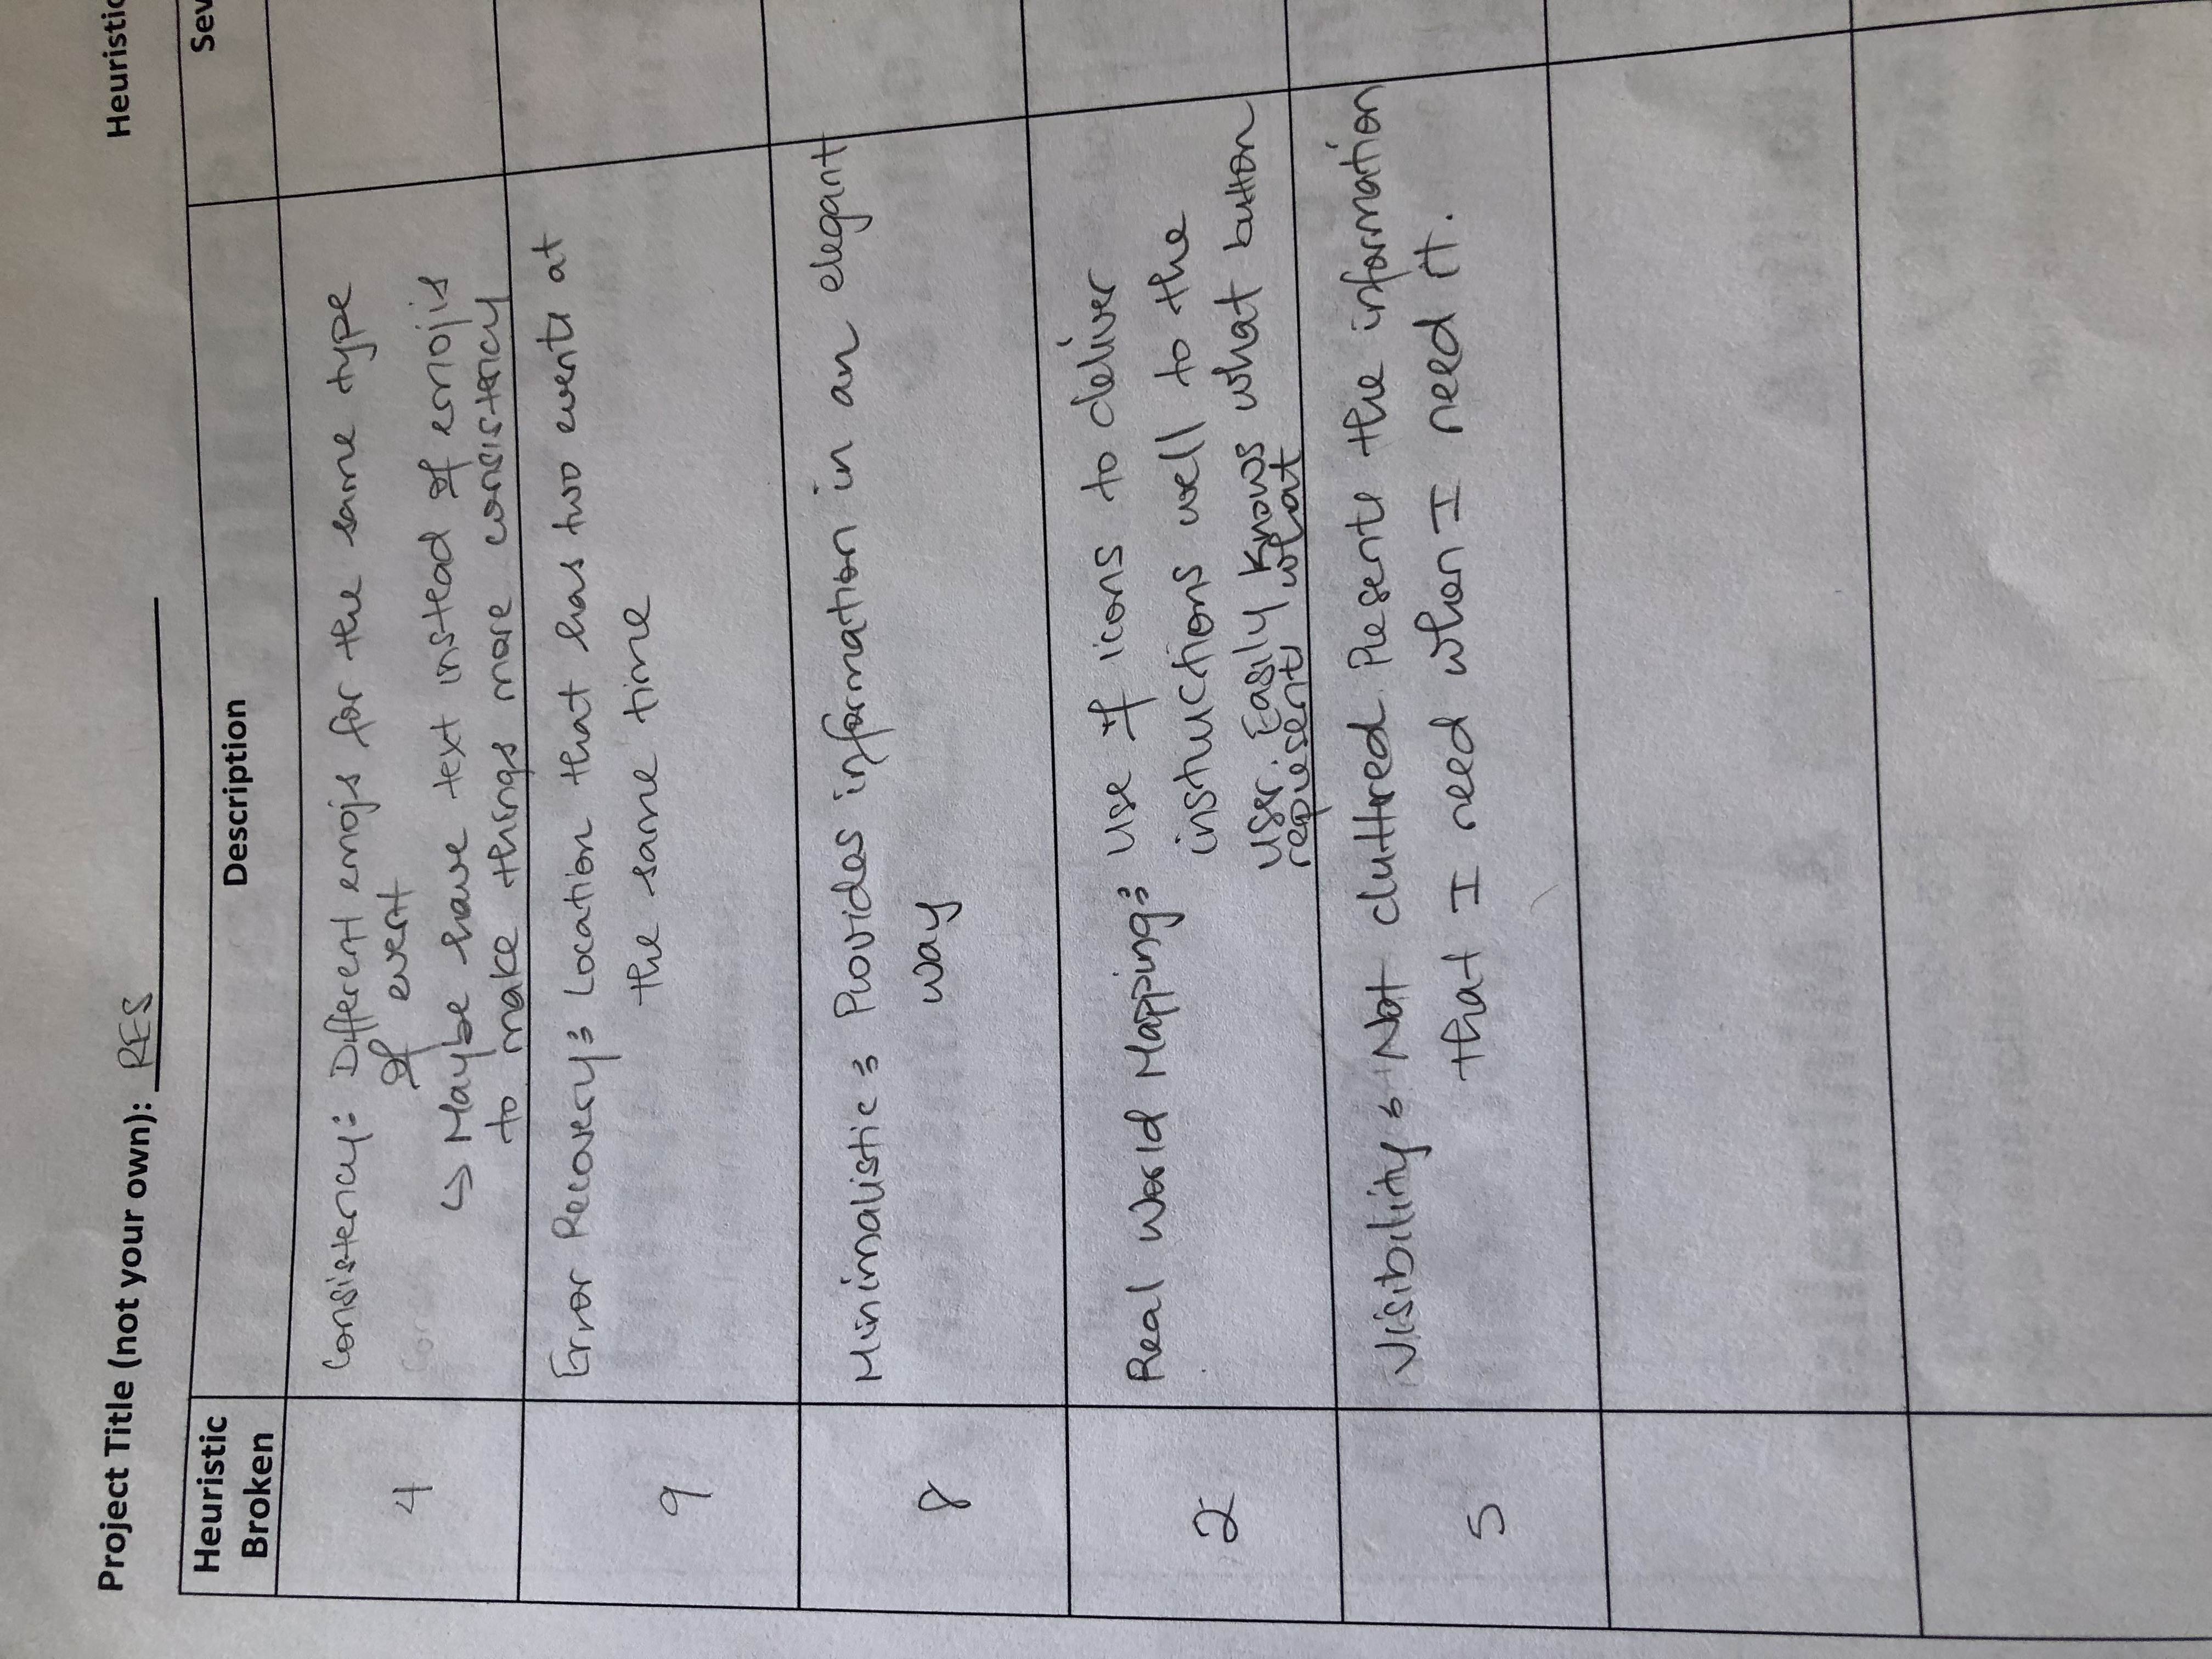 Project Title (not your own): RES
Heuristic
Heuristic Broken
Description
Sev
4
Consistency: Different emojs for the same type
of event
↳ Maybe have text instead of emojis
to make things more consistency
9
Error Recovery: Location that has two events at
the same time
8
Minimalistic: Provides information in an elegant
way
2
Real World Mapping: Use of icons to deliver
instructions well to the
user. Easily knows what button
represents what
5
Visibility: Not cluttred. Presents the information
that I need when I need it.